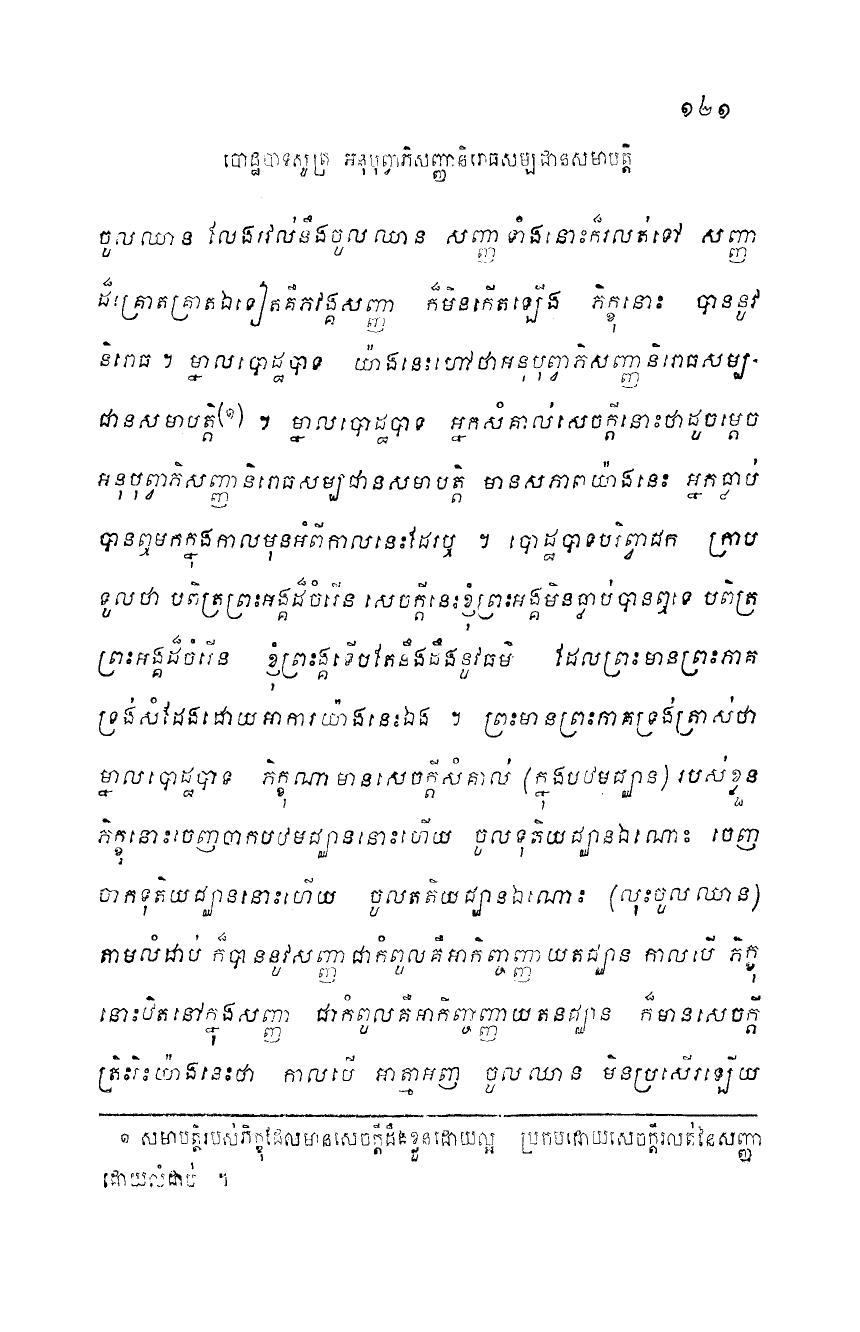 ១៤១
បោដ្ឋបាទសូត្រ អនុបុព្វាភិសញ្ញានិរោធសម្បជានសមាបត្តិ
ចូលឈាន លែងរវល់នឹងចូលឈាន សញ្ញាទាំងនោះក៏រលត់ទៅ សញ្ញា
ដ៏គ្រោតគ្រាតឯទៀតគឺភវង្គសញ្ញា ក៏មិនកើតឡើង ភិក្ខុនោះ បាននូវ
និរោធ ។ ម្នាលបោដ្ឋបាទ យ៉ាងនេះហៅថាអនុបុព្វាភិសញ្ញានិរោធសម្ប-
ជានសមាបត្តិ(១) ។ ម្នាលបោដ្ឋបាទ អ្នកសំគាល់សេចក្តីនោះថាដូចម្តេច
អនុបុព្វាភិសញ្ញានិរោធសម្បជានសមាបត្តិ មានសភាពយ៉ាងនេះ អ្នកធ្លាប់
បានឮមកក្នុងកាលមុនអំពីកាលនេះដែរឬ ។ បោដ្ឋបាទបរិព្វាជក ក្រាប
ទូលថា បពិត្រព្រះអង្គដ៏ចំរើន សេចក្តីនេះខ្ញុំព្រះអង្គមិនធ្លាប់បានឮទេ បពិត្រ
ព្រះអង្គដ៏ចំរើន ខ្ញុំព្រះង្គទើបតែនឹងដឹងនូវធម៌ ដែលព្រះមានព្រះភាគ
ទ្រង់សំដែងដោយអាការយ៉ាងនេះឯង ។ ព្រះមានព្រះភាគទ្រង់ត្រាស់ថា
ម្នាលបោដ្ឋបាទ ភិក្ខុណាមានសេចក្តីសំគាល់ (ក្នុងបឋមជ្ឈាន) របស់ខ្លួន
ភិក្ខុនោះចេញចាកបឋមជ្ឈាននោះហើយ ចូលទុតិយជ្ឈានឯណោះ ចេញ
ចាកទុតិយជ្ឈាននោះហើយ ចូលតតិយជ្ឈានឯណោះ (លុះចូលឈាន)
តាមលំដាប់ ក៏បាននូវសញ្ញាជាកំពូលគឺអាកិញ្ចញ្ញាយតជ្ឈាន កាលបើ ភិក្ខុ
នោះឋិតនៅក្នុងសញ្ញា ជាកំពូលគឺអាកិញ្ចញ្ញាយតនជ្ឈាន ក៏មានសេចក្តី
ត្រិះរិះយ៉ាងនេះថា កាលបើ អាត្មាអញ ចូលឈាន មិនប្រសើរឡើយ
១ សមាបត្តិរបស់ភិក្ខុដែលមានសេចក្តីដឹងខ្លួនដោយល្អ ប្រកបដោយសេចក្តីរលត់នៃសញ្ញា
ដោយលំដាប់ ។